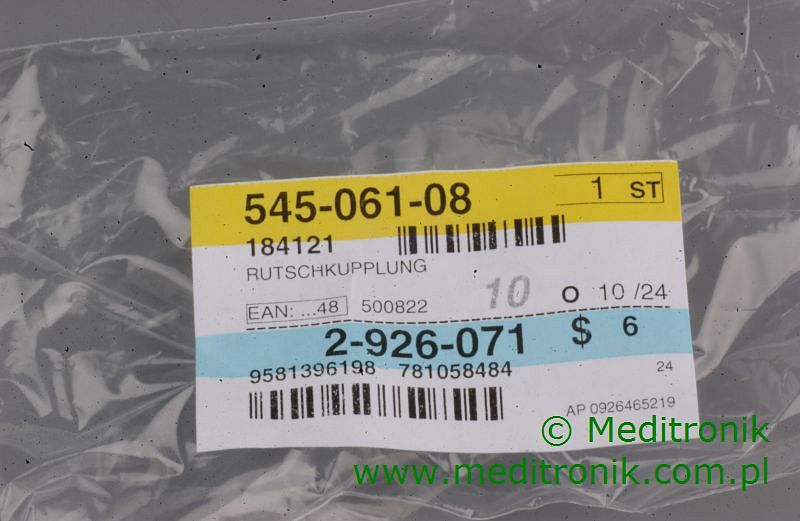 545-061-08 1 ST
184121
RUTSCHKUPPLUNG
EAN: ...48 500822 10 O 10 /24
2-926-071 $ 6
9581396198 781058484 24
AP 0926465219
© Meditronik
www.meditronik.com.pl